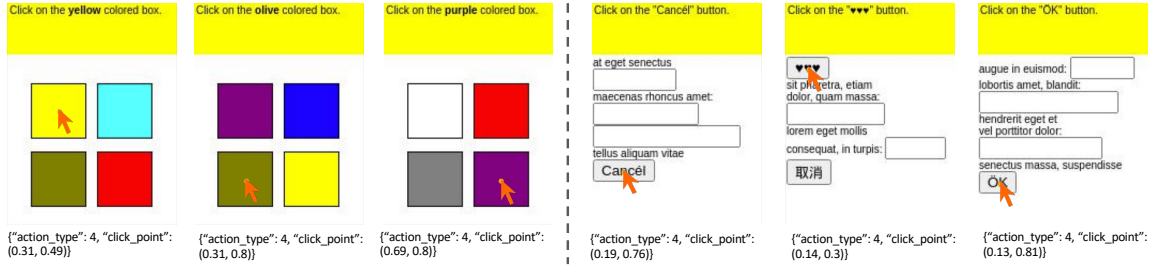 Click on the yellow colored box.
{"action_type": 4, "click_point":
(0.31, 0.49)}
Click on the olive colored box.
{"action_type": 4, "click_point":
(0.31, 0.8)}
Click on the purple colored box.
{"action_type": 4, "click_point":
(0.69, 0.8)}
Click on the "Cancél" button.
at eget senectus
maecenas rhoncus amet:
tellus aliquam vitae
Cancél
{"action_type": 4, "click_point":
(0.19, 0.76)}
Click on the "♥♥♥" button.
♥♥♥
sit pharetra, etiam
dolor, quam massa:
lorem eget mollis
consequat, in turpis:
取消
{"action_type": 4, "click_point":
(0.14, 0.3)}
Click on the "ÖK" button.
augue in euismod:
lobortis amet, blandit:
hendrerit eget et
vel porttitor dolor:
senectus massa, suspendisse
ÖK
{"action_type": 4, "click_point":
(0.13, 0.81)}